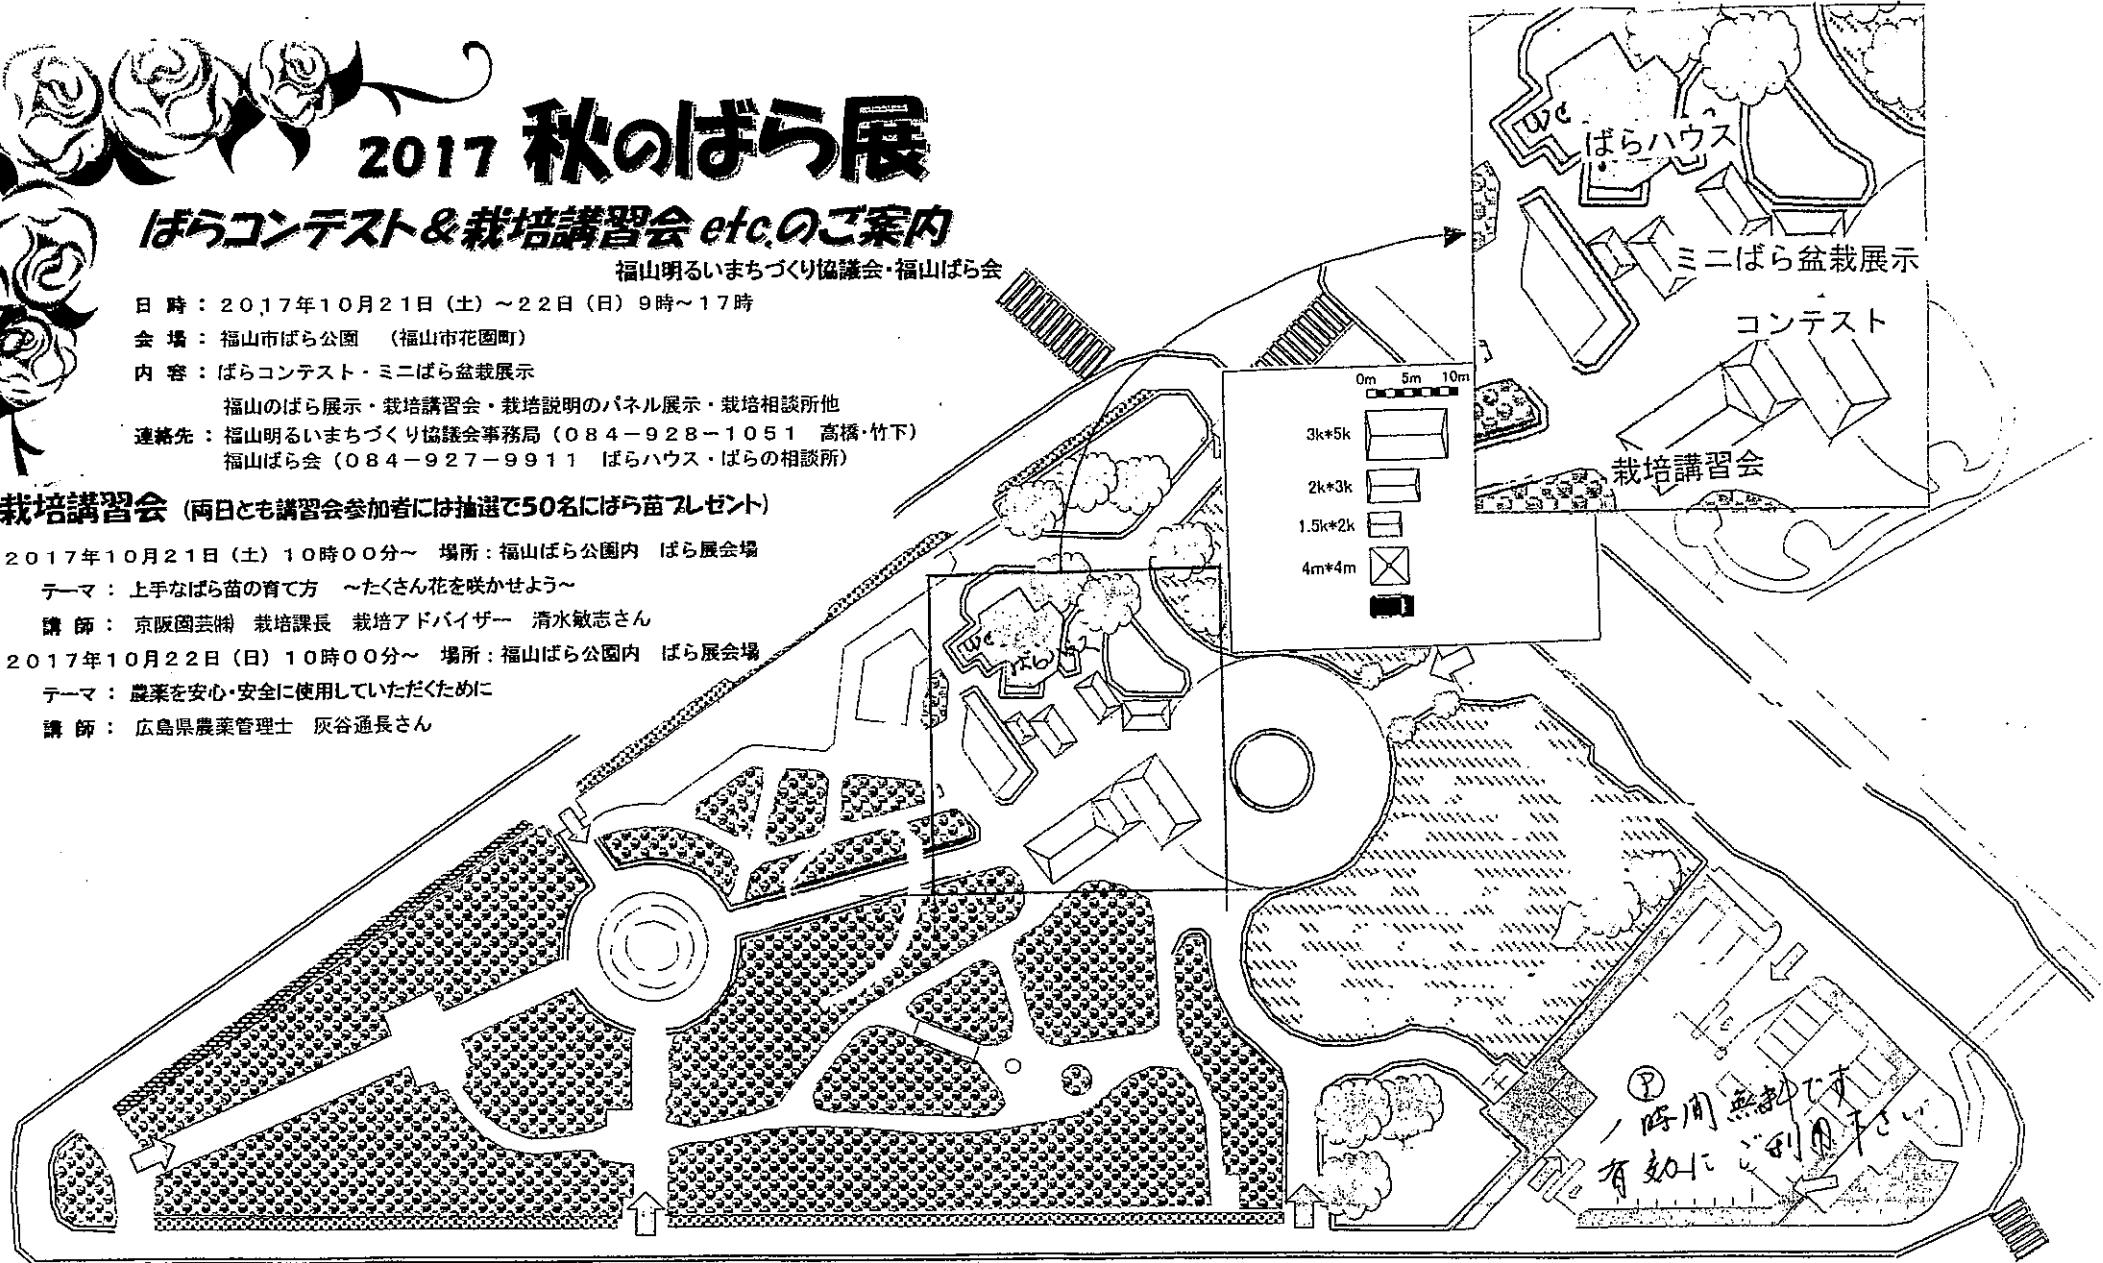 2017 秋のばら展
ばらコンテスト&栽培講習会 etc.のご案内
福山明るいまちづくり協議会・福山ばら会
日 時 : 2017年10月21日(土)~22日(日)9時~17時
会 場 : 福山市ばら公園 (福山市花園町)
内 容 : ばらコンテスト・ミニばら盆栽展示
福山のばら展示・栽培講習会・栽培説明のパネル展示・栽培相談所他
連絡先 : 福山明るいまちづくり協議会事務局(084-928-1051 高橋・竹下)
福山ばら会(084-927-9911 ばらハウス・ばらの相談所)
栽培講習会(両日とも講習会参加者には抽選で50名にばら苗プレゼント)
2017年10月21日(土)10時00分~ 場所:福山ばら公園内 ばら展会場
テーマ : 上手なばら苗の育て方 ~たくさん花を咲かせよう~
講 師 : 京阪園芸㈱ 栽培課長 栽培アドバイザー 清水敏志さん
2017年10月22日(日)10時00分~ 場所:福山ばら公園内 ばら展会場
テーマ : 農薬を安心・安全に使用していただくために
講 師 : 広島県農薬管理士 灰谷通長さん
WC
ばらハウス
ミニばら盆栽展示
コンテスト
栽培講習会
0m 5m 10m
3k*5k
2k*3k
1.5k*2k
4m*4m
WC
Ⓟ
1時間無料です
有効にご利用下さい